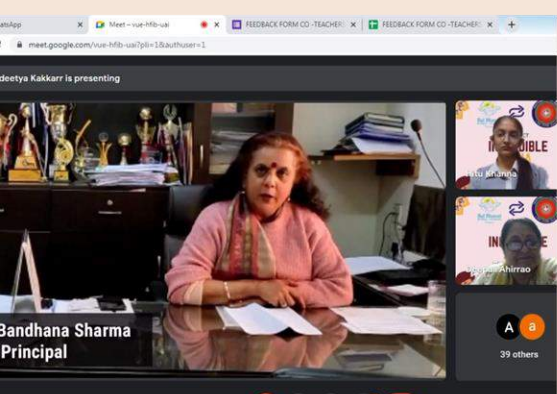 atsApp
Meet – vue-hfib-uai
FEEDBACK FORM CO -TEACHER
FEEDBACK FORM CO -TEACHER
meet.google.com/vue-hfib-uai?pli=1&authuser=1
deetya Kakkarr is presenting
Bandhana Sharma
Principal
Ritu Khanna
Ahirrao
A
a
39 others